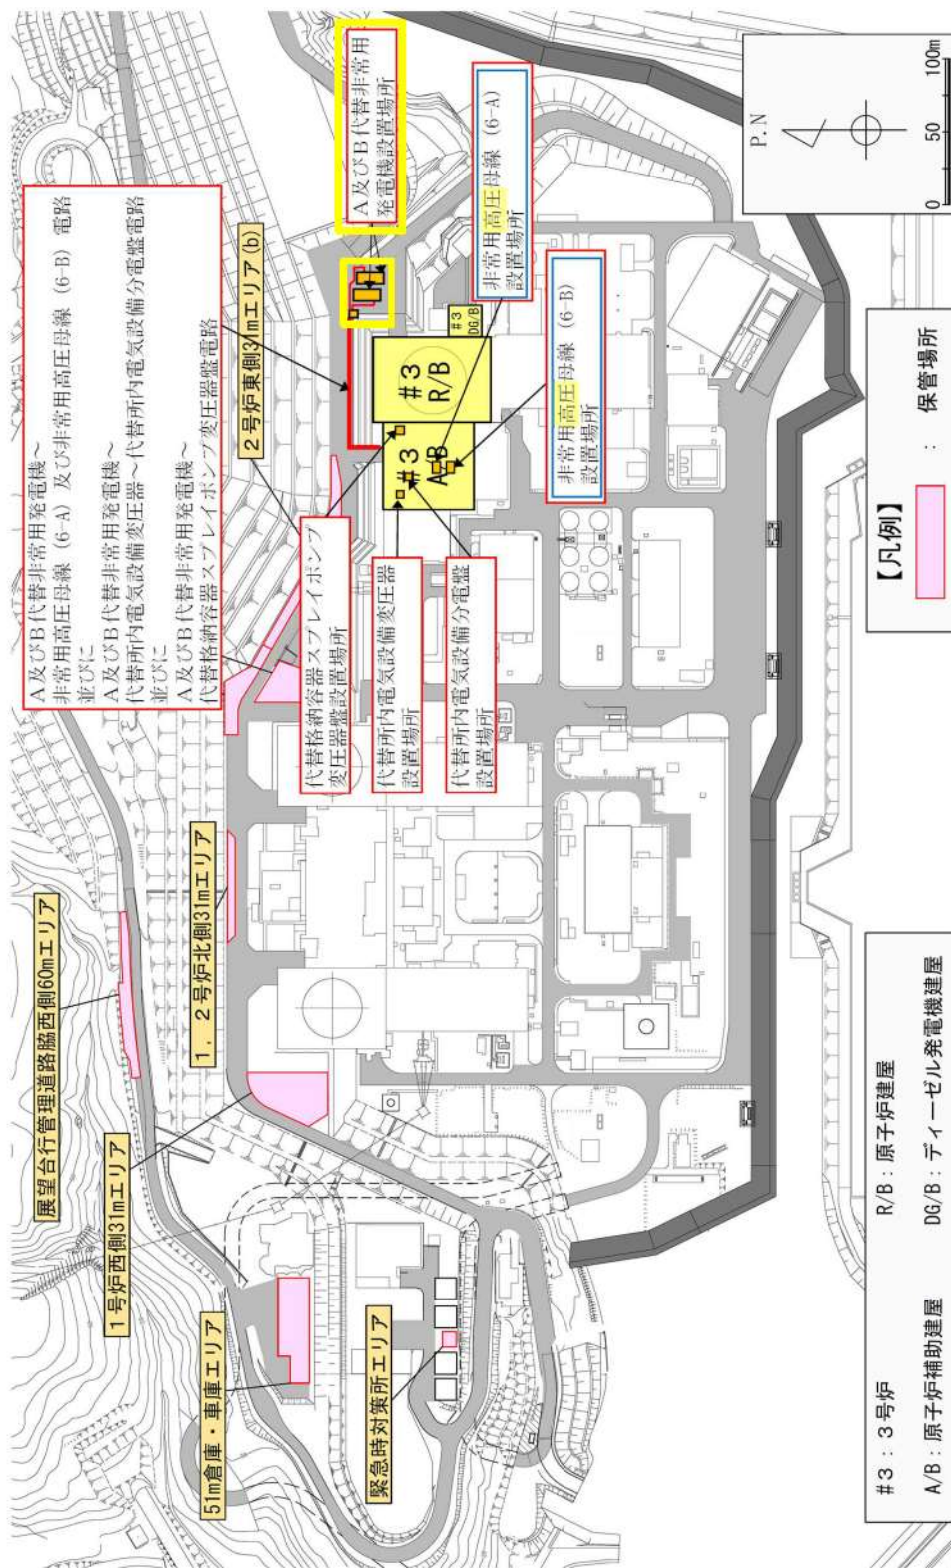 A及びB代替非常用発電機～
非常用高圧母線 (6-A) 及び非常用高圧母線 (6-B) 電路
並びに
A及びB代替非常用発電機～
代替所内電気設備変圧器～代替所内電気設備分電盤電路
並びに
A及びB代替非常用発電機～
代替格納容器スプレイポンプ変圧器盤電路
A及びB代替非常用
発電機設置場所
2号炉東側31mエリア(b)
展望台行管理道路脇西側60mエリア
1，2号炉北側31mエリア
1号炉西側31mエリア
51m倉庫・車庫エリア
緊急時対策所エリア
代替格納容器スプレイポンプ
変圧器盤設置場所
代替所内電気設備変圧器
設置場所
代替所内電気設備分電盤
設置場所
#3
R/B
#3
A/B
#3
DG/B
非常用高圧母線 (6-A)
設置場所
非常用高圧母線 (6-B)
設置場所
P.N
0 50 100m
【凡例】
： 保管場所
#3 : 3号炉
R/B : 原子炉建屋
A/B : 原子炉補助建屋
DG/B : ディーゼル発電機建屋